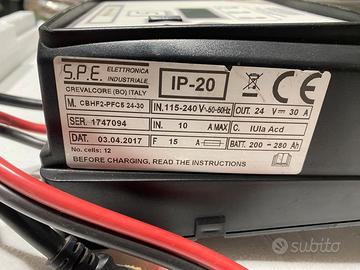 S.P.E. ELETTRONICA INDUSTRIALE
CREVALCORE (BO) ITALY
IP-20
CE
M. CBHF2-PFC5 24-30
IN. 115-240 V~50-60Hz
OUT. 24 V⎓ 30 A
SER. 1747094
IN. 10 A MAX
C. IUIa Acd
DAT. 03.04.2017
F 15 A
BATT. 200 - 280 Ah
No. cells: 12
BEFORE CHARGING, READ THE INSTRUCTIONS
subito